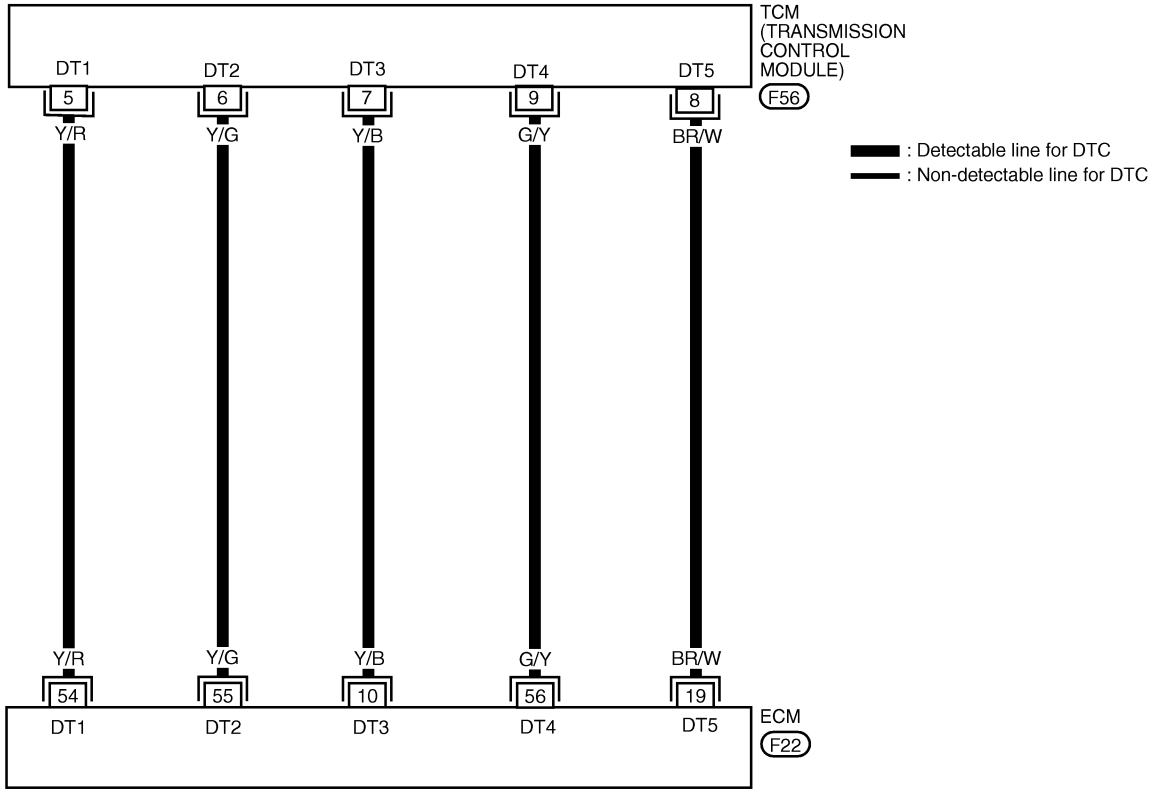 TCM
(TRANSMISSION
CONTROL
MODULE)
F56
DT1 DT2 DT3 DT4 DT5
5 6 7 9 8
Y/R Y/G Y/B G/Y BR/W
: Detectable line for DTC
: Non-detectable line for DTC
Y/R Y/G Y/B G/Y BR/W
54 55 10 56 19
DT1 DT2 DT3 DT4 DT5
ECM
F22